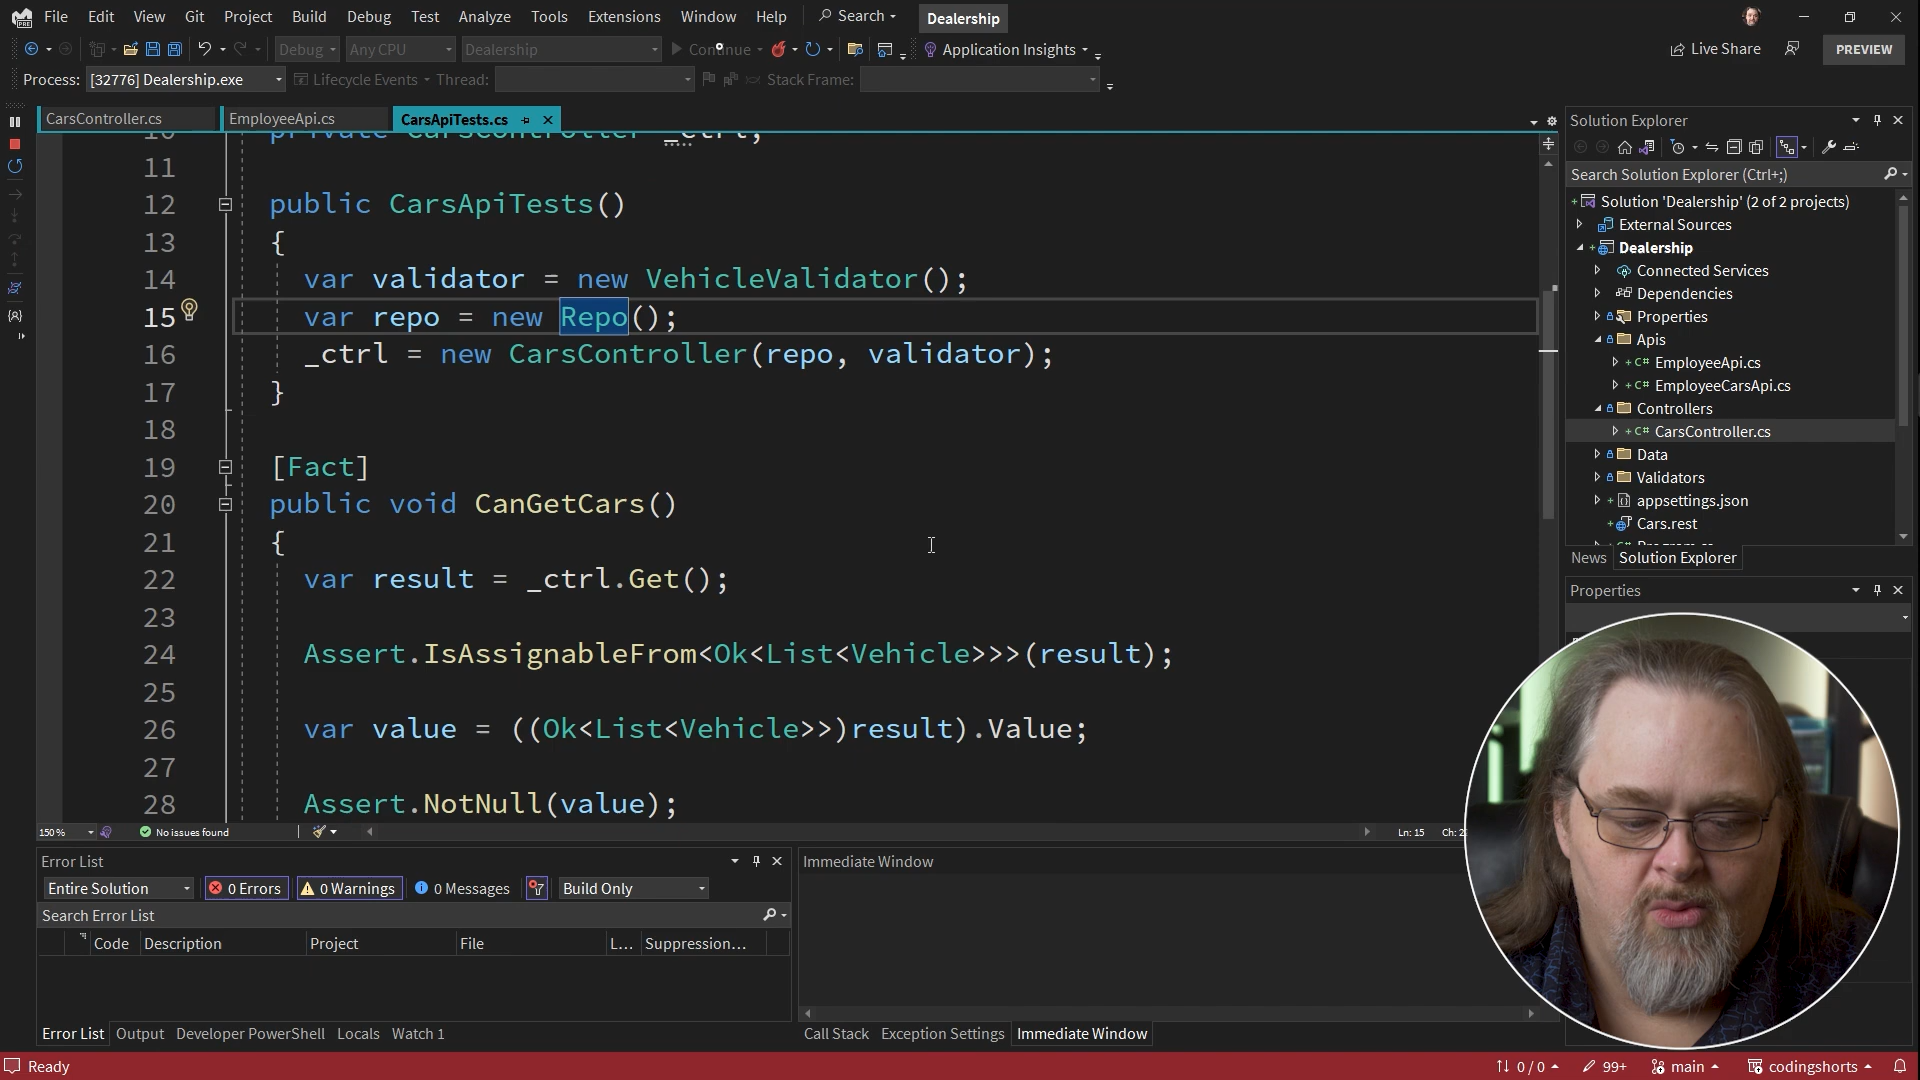 File Edit View Git Project Build Debug Test Analyze Tools Extensions Window Help Search Dealership
Debug Any CPU Dealership Continue Application Insights Live Share PREVIEW
Process: [32776] Dealership.exe Lifecycle Events Thread: Stack Frame:
CarsController.cs EmployeeApi.cs CarsApiTests.cs
10 private CarsController _ctrl;
11
12 public CarsApiTests()
13 {
14 var validator = new VehicleValidator();
15 var repo = new Repo();
16 _ctrl = new CarsController(repo, validator);
17 }
18
19 [Fact]
20 public void CanGetCars()
21 {
22 var result = _ctrl.Get();
23
24 Assert.IsAssignableFrom<Ok<List<Vehicle>>>(result);
25
26 var value = ((Ok<List<Vehicle>>)result).Value;
27
28 Assert.NotNull(value);
150 % No issues found Ln: 15 Ch:
Solution Explorer
Search Solution Explorer (Ctrl+;)
Solution 'Dealership' (2 of 2 projects)
External Sources
Dealership
Connected Services
Dependencies
Properties
Apis
C# EmployeeApi.cs
C# EmployeeCarsApi.cs
Controllers
C# CarsController.cs
Data
Validators
appsettings.json
Cars.rest
News Solution Explorer
Properties
Error List
Entire Solution 0 Errors 0 Warnings 0 Messages Build Only
Search Error List
Code Description Project File L... Suppression...
Error List Output Developer PowerShell Locals Watch 1
Immediate Window
Call Stack Exception Settings Immediate Window
Ready 0 / 0 99+ main codingshorts